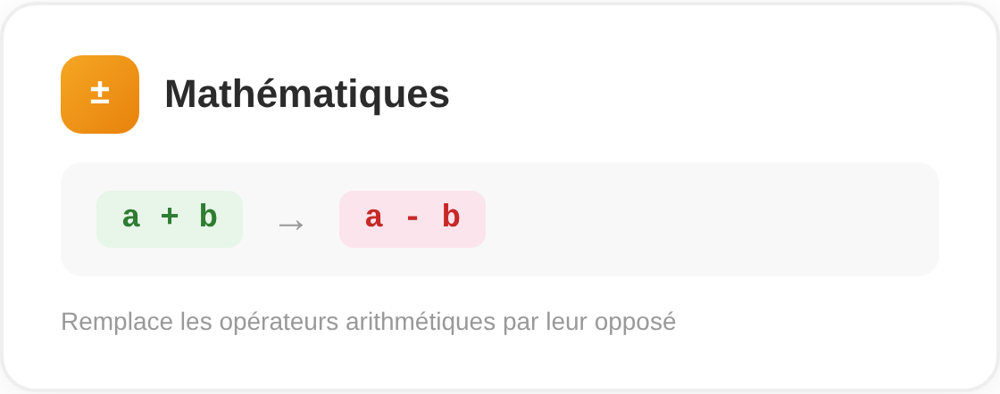 ± Mathématiques
a + b → a - b
Remplace les opérateurs arithmétiques par leur opposé